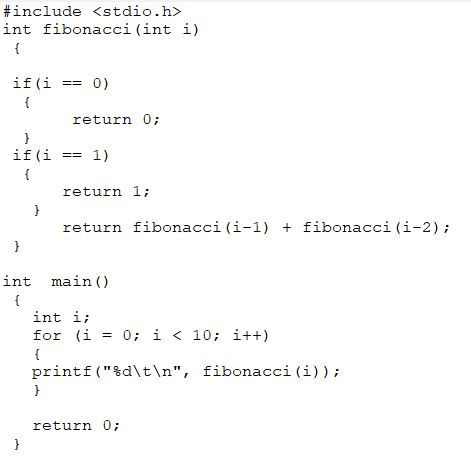 #include <stdio.h>
int fibonacci(int i)
{
if(i == 0)
{
return 0;
}
if(i == 1)
{
return 1;
}
return fibonacci(i-1) + fibonacci(i-2);
}
int  main()
{
int i;
for (i = 0; i < 10; i++)
{
printf("%d\t\n", fibonacci(i));
}
return 0;
}